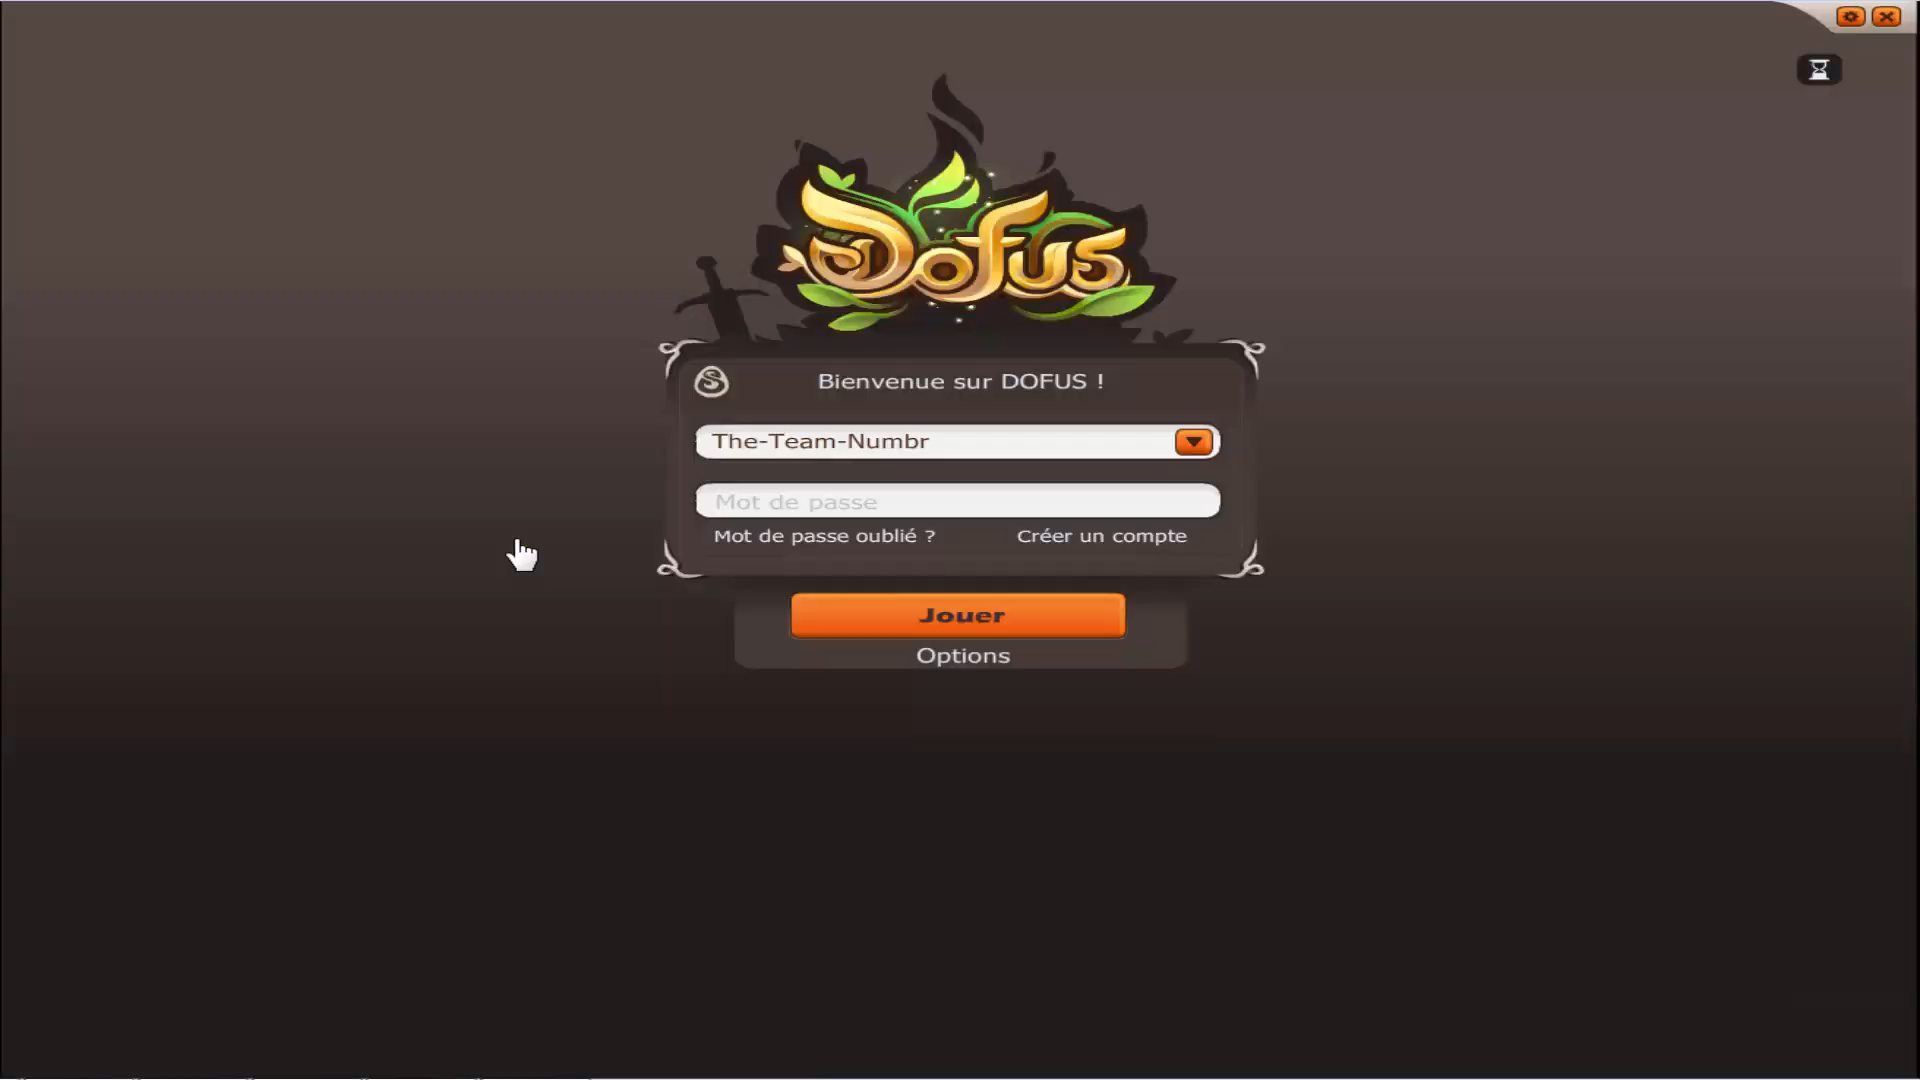 Dofus
Bienvenue sur DOFUS !
The-Team-Numbr
Mot de passe
Mot de passe oublié ?
Créer un compte
Jouer
Options